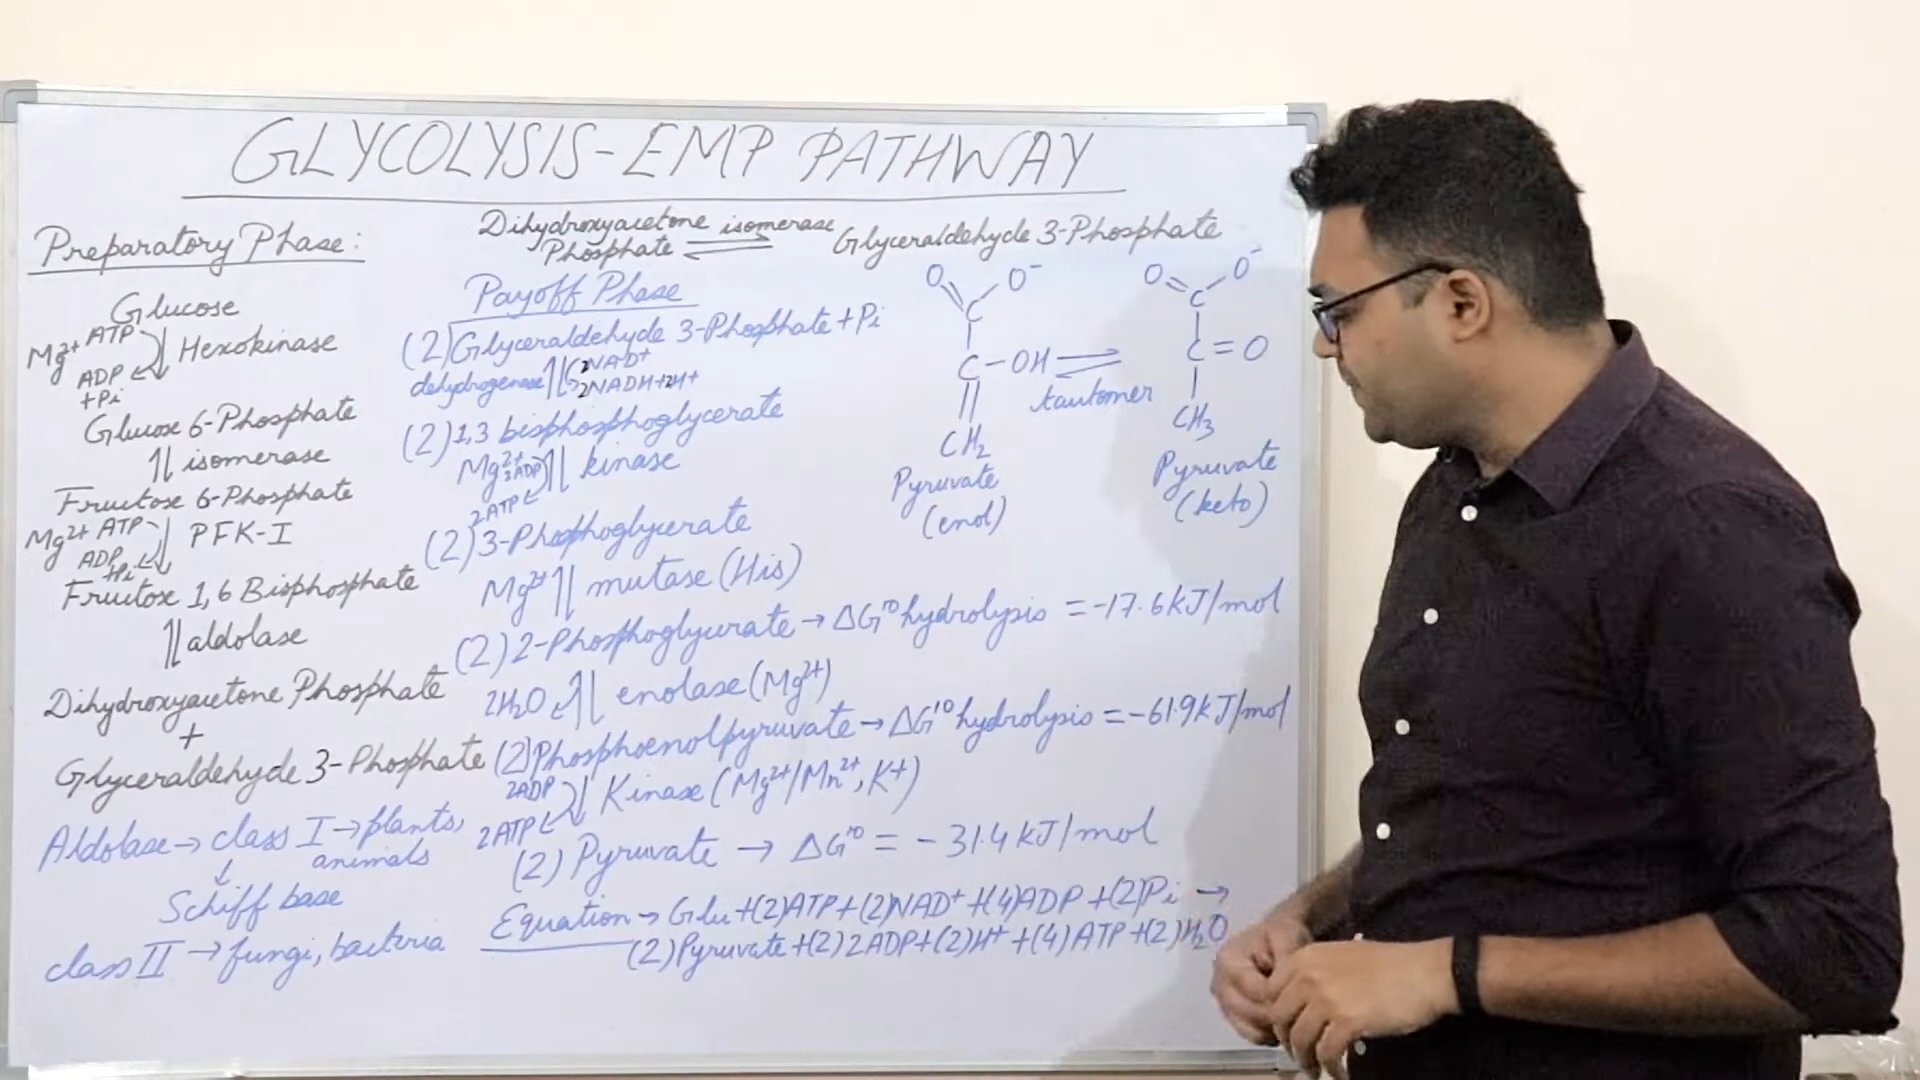 GLYCOLYSIS-EMP PATHWAY
Preparatory Phase:
Glucose
Mg2+ ATP
Hexokinase
ADP
+Pi
Glucose 6-Phosphate
isomerase
Fructose 6-Phosphate
Mg2+ ATP
PFK-I
ADP
+Pi
Fructose 1,6 Bisphosphate
aldolase
Dihydroxyacetone Phosphate
+
Glyceraldehyde 3-Phosphate
Aldolase → class I → plants,
animals
↓
Schiff base
class II → fungi, bacteria
Dihydroxyacetone isomerase
Phosphate ⇌ Glyceraldehyde 3-Phosphate
Payoff Phase
(2) Glyceraldehyde 3-Phosphate + Pi
dehydrogenase
2NAD+
2NADH+2H+
(2) 1,3 bisphosphoglycerate
Mg2+ 2ADP
kinase
2ATP
(2) 3-Phosphoglycerate
Mg2+ mutase (His)
(2) 2-Phosphoglycerate → ΔG'° hydrolysis = -17.6 kJ/mol
2H2O enolase (Mg2+)
(2) Phosphoenolpyruvate → ΔG'° hydrolysis = -61.9 kJ/mol
2ADP
Kinase (Mg2+/Mn2+, K+)
2ATP
(2) Pyruvate → ΔG'° = -31.4 kJ/mol
Equation → Glu +(2)ATP+(2)NAD+ +(4)ADP +(2)Pi →
(2) Pyruvate +(2) 2ADP+(2)H+ +(4)ATP +(2)H2O
O O-
C
C-OH
CH2
Pyruvate
(enol)
⇌
tautomer
O O-
C
C=O
CH3
Pyruvate
(keto)